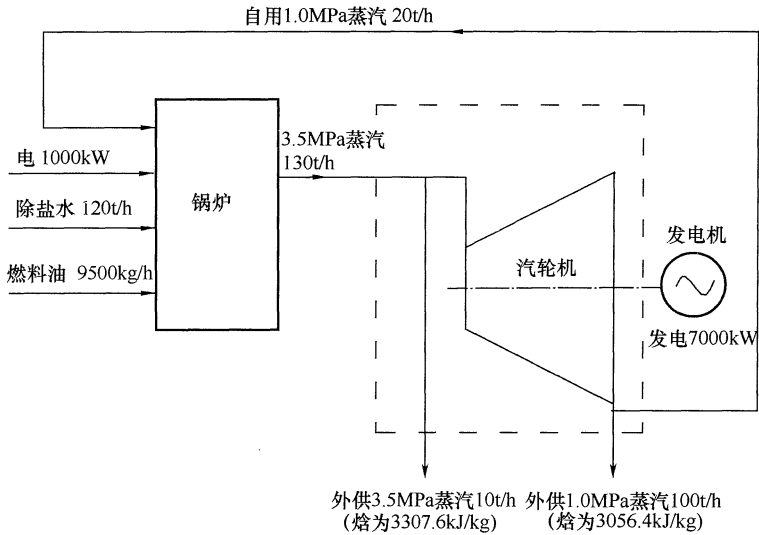 自用1.0MPa蒸汽 20t/h
3.5MPa蒸汽
130t/h
电 1000kW
除盐水 120t/h
燃料油 9500kg/h
锅炉
汽轮机
发电机
发电7000kW
外供3.5MPa蒸汽10t/h
(焓为3307.6kJ/kg)
外供1.0MPa蒸汽100t/h
(焓为3056.4kJ/kg)